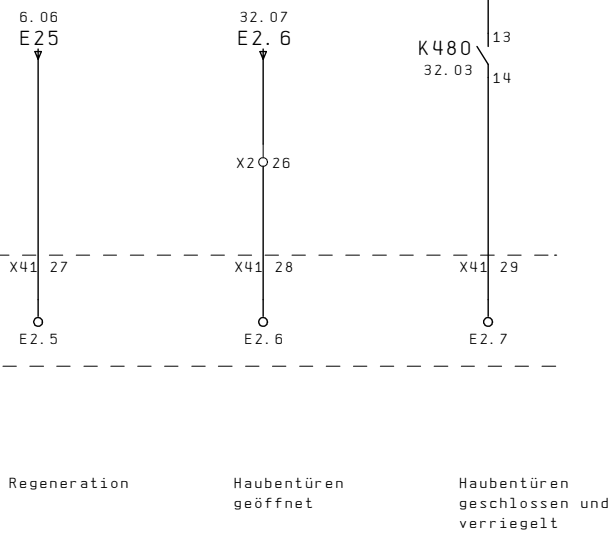 6.06
E25
32.07
E2.6
13
K480
32.03
14
X2 26
X41 27
X41 28
X41 29
E2.5
E2.6
E2.7
Regeneration
Haubentüren
geöffnet
Haubentüren
geschlossen und
verriegelt